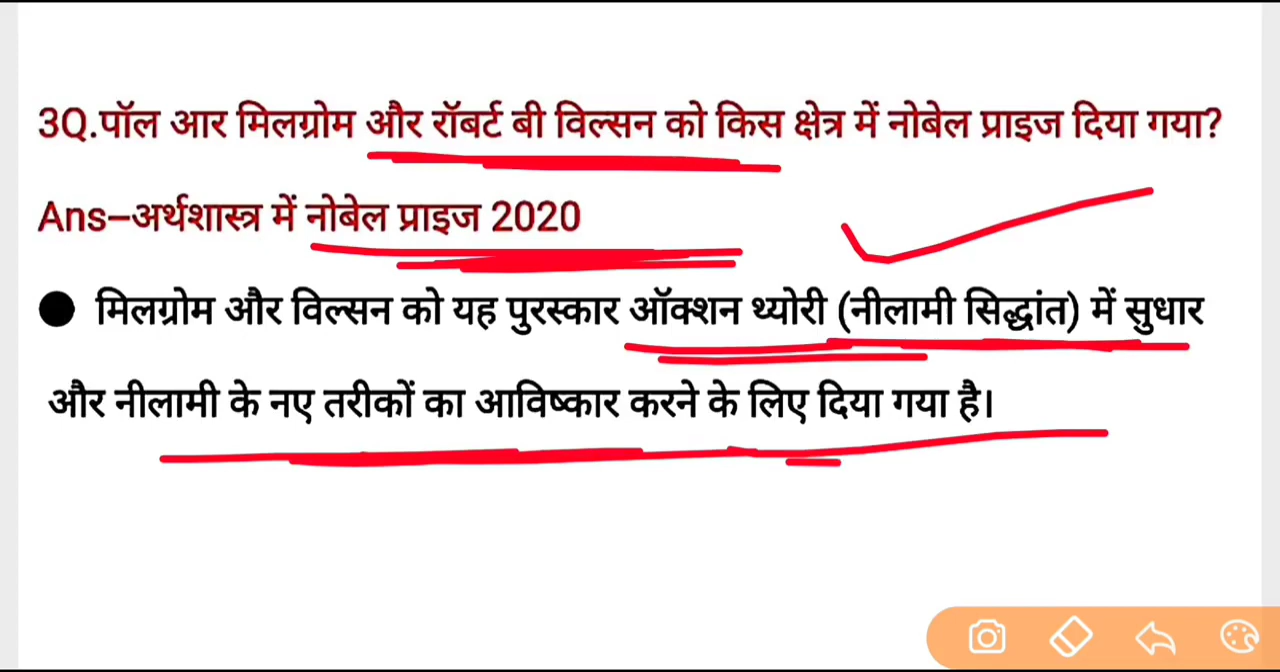 3Q.पॉल आर मिलग्रोम और रॉबर्ट बी विल्सन को किस क्षेत्र में नोबेल प्राइज दिया गया?
Ans–अर्थशास्त्र में नोबेल प्राइज 2020
● मिलग्रोम और विल्सन को यह पुरस्कार ऑक्शन थ्योरी (नीलामी सिद्धांत) में सुधार
और नीलामी के नए तरीकों का आविष्कार करने के लिए दिया गया है।